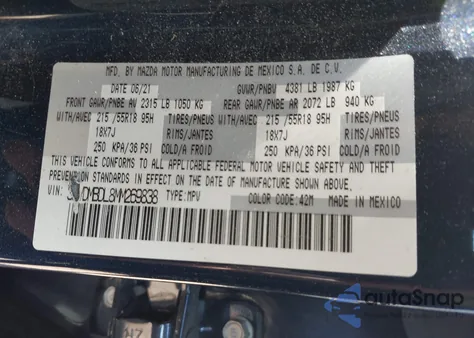 MFD. BY MAZDA MOTOR MANUFACTURING DE MEXICO S.A. DE C.V.
DATE 06/21 GVWR/PNBV 4381 LB 1987 KG
FRONT GAWR/PNBE AV 2315 LB 1050 KG REAR GAWR/PNBE AR 2072 LB 940 KG
WITH/AVEC 215/55R18 95H TIRES/PNEU WITH/AVEC 215/55R18 95H TIRES/PNEU
18X7J RIMS/JANTES 18X7J RIMS/JANTES
250 KPA/36 PSI COLD/A FROID 250 KPA/36 PSI COLD/A FROID
THIS VEHICLE CONFORMS TO ALL APPLICABLE FEDERAL MOTOR VEHICLE SAFETY, AND THEFT
PREVENTION STANDARDS IN EFFECT ON THE DATE OF MANUFACTURE SHOWN ABOVE.
VIN: TYPE: MPV COLOR CODE: 42M MADE IN MEXICO
autoSnap